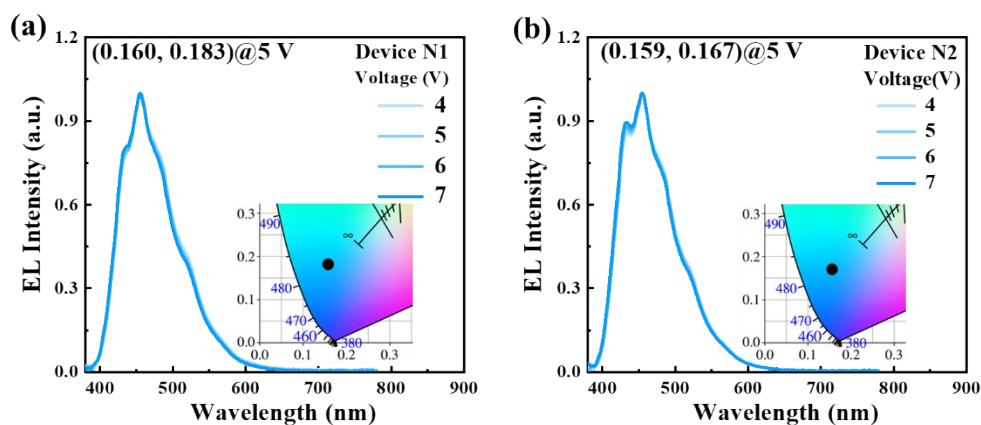 (a)
(0.160, 0.183)@5 V
Device N1
Voltage (V)
4
5
6
7
1.2
0.9
0.6
0.3
0.0
EL Intensity (a.u.)
400 500 600 700 800 900
Wavelength (nm)
0.3
0.2
0.1
0.0
0.0 0.1 0.2 0.3
490
480
470
460
380
∞
(b)
(0.159, 0.167)@5 V
Device N2
Voltage(V)
4
5
6
7
1.2
0.9
0.6
0.3
0.0
EL Intensity (a.u.)
400 500 600 700 800 900
Wavelength (nm)
0.3
0.2
0.1
0.0
0.0 0.1 0.2 0.3
490
480
470
460
380
∞